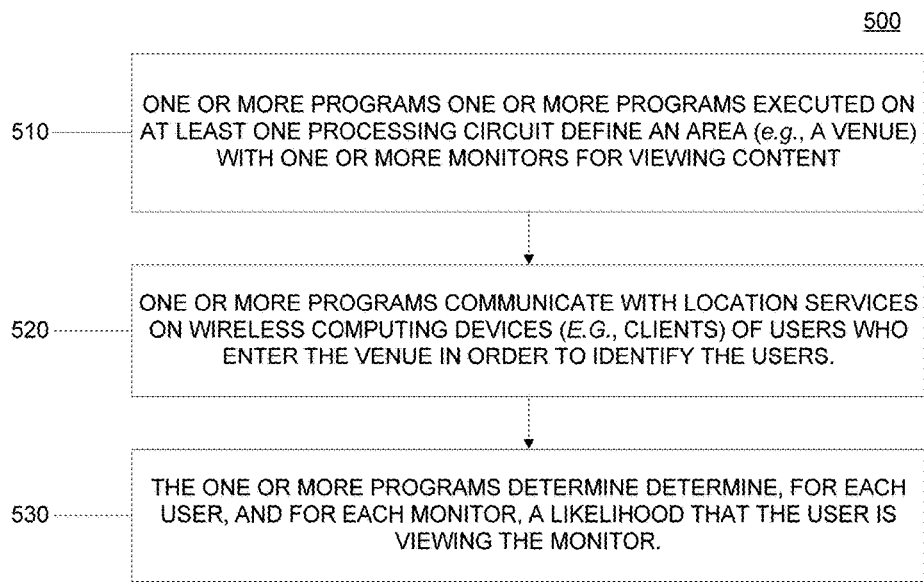 500
510
ONE OR MORE PROGRAMS ONE OR MORE PROGRAMS EXECUTED ON
AT LEAST ONE PROCESSING CIRCUIT DEFINE AN AREA (e.g., A VENUE)
WITH ONE OR MORE MONITORS FOR VIEWING CONTENT
520
ONE OR MORE PROGRAMS COMMUNICATE WITH LOCATION SERVICES
ON WIRELESS COMPUTING DEVICES (E.G., CLIENTS) OF USERS WHO
ENTER THE VENUE IN ORDER TO IDENTIFY THE USERS.
530
THE ONE OR MORE PROGRAMS DETERMINE DETERMINE, FOR EACH
USER, AND FOR EACH MONITOR, A LIKELIHOOD THAT THE USER IS
VIEWING THE MONITOR.